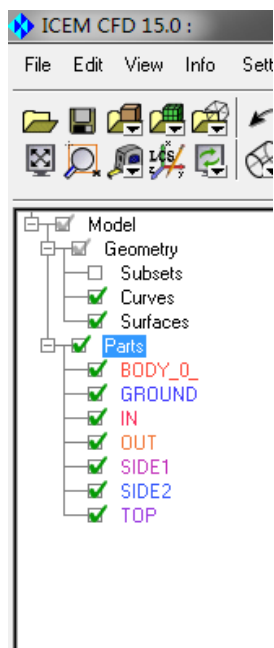 ICEM CFD 15.0 :
File Edit View Info Sett
LCS
Model
Geometry
Subsets
Curves
Surfaces
Parts
BODY_0_
GROUND
IN
OUT
SIDE1
SIDE2
TOP